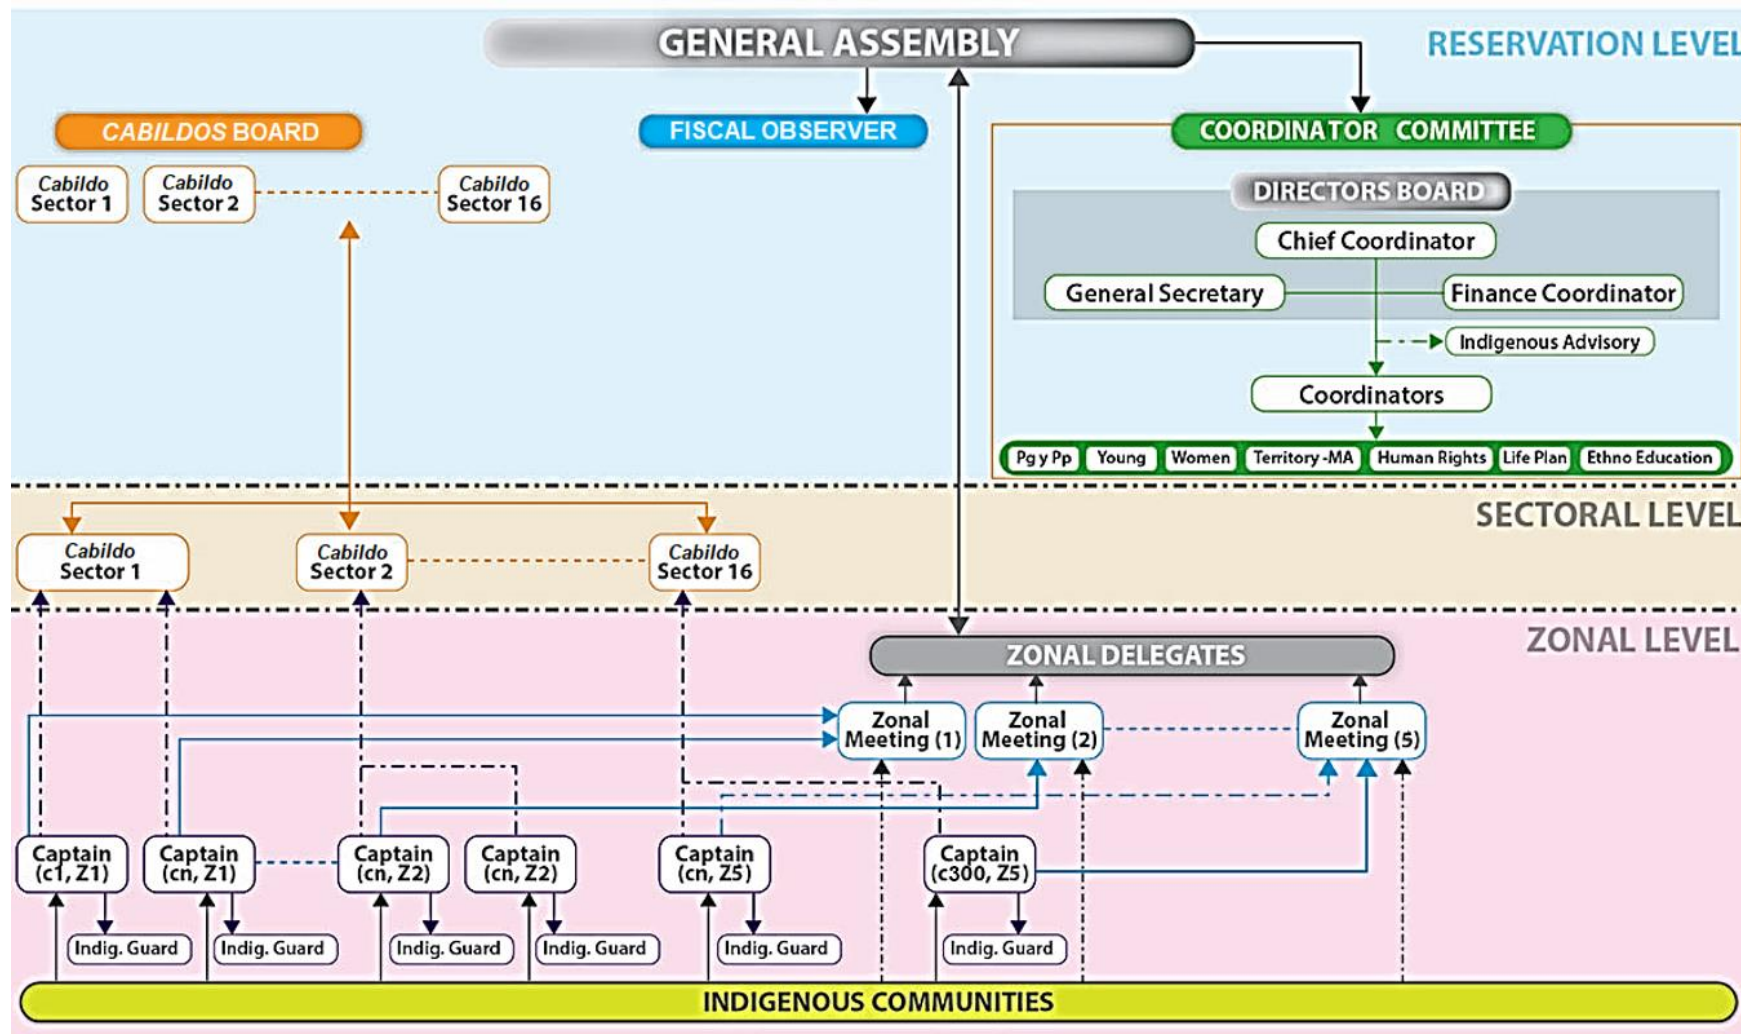 GENERAL ASSEMBLY
RESERVATION LEVEL
CABILDOS BOARD
FISCAL OBSERVER
COORDINATOR COMMITTEE
Cabildo
Sector 1
Cabildo
Sector 2
Cabildo
Sector 16
DIRECTORS BOARD
Chief Coordinator
General Secretary
Finance Coordinator
Indigenous Advisory
Coordinators
Pg y Pp
Young
Women
Territory -MA
Human Rights
Life Plan
Ethno Education
SECTORAL LEVEL
Cabildo
Sector 1
Cabildo
Sector 2
Cabildo
Sector 16
ZONAL LEVEL
ZONAL DELEGATES
Zonal
Meeting (1)
Zonal
Meeting (2)
Zonal
Meeting (5)
Captain
(c1, Z1)
Captain
(cn, Z1)
Captain
(cn, Z2)
Captain
(cn, Z2)
Captain
(cn, Z5)
Captain
(c300, Z5)
Indig. Guard
Indig. Guard
Indig. Guard
Indig. Guard
Indig. Guard
Indig. Guard
INDIGENOUS COMMUNITIES